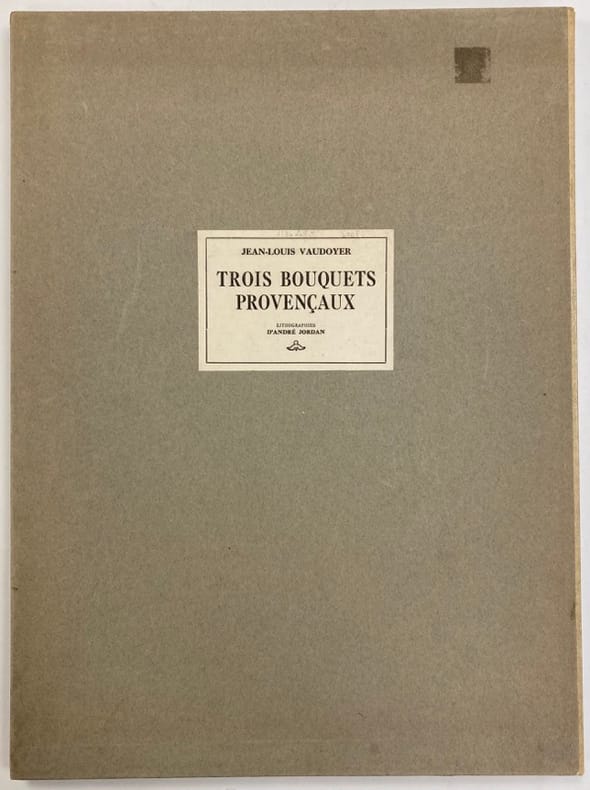 JEAN-LOUIS VAUDOYER
TROIS BOUQUETS
PROVENÇAUX
LITHOGRAPHIES
D'ANDRÉ JORDAN